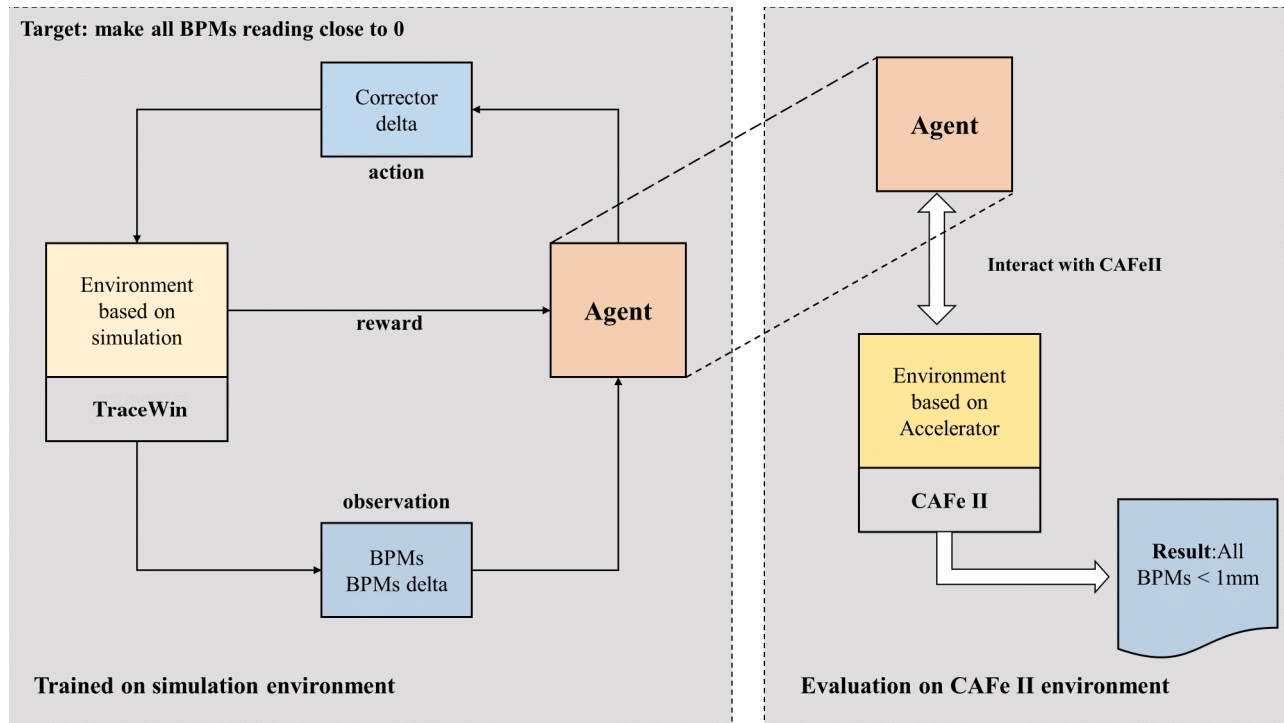 Target: make all BPMs reading close to 0
Corrector
delta
action
Environment
based on
simulation
TraceWin
reward
Agent
observation
BPMs
BPMs delta
Trained on simulation environment
Agent
Interact with CAFeII
Environment
based on
Accelerator
CAFe II
Result:All
BPMs < 1mm
Evaluation on CAFe II environment